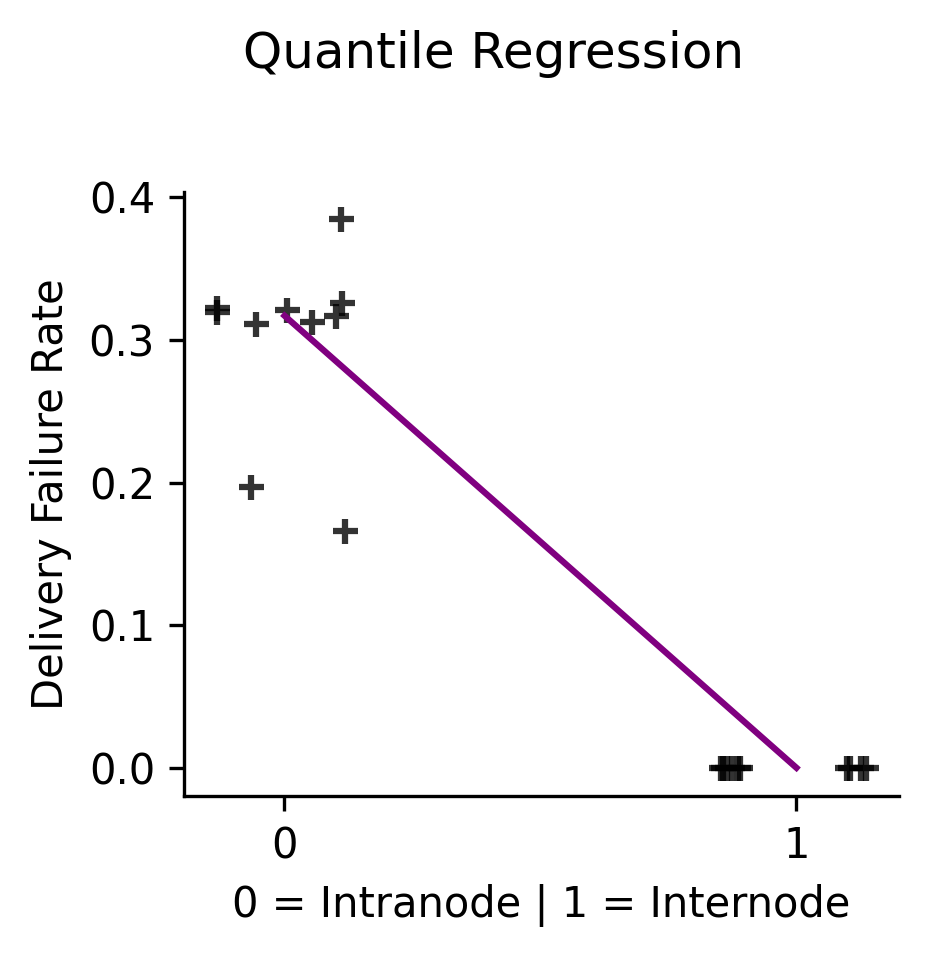 Quantile Regression
0.4
0.3
0.2
0.1
0.0
Delivery Failure Rate
0 1
0 = Intranode | 1 = Internode